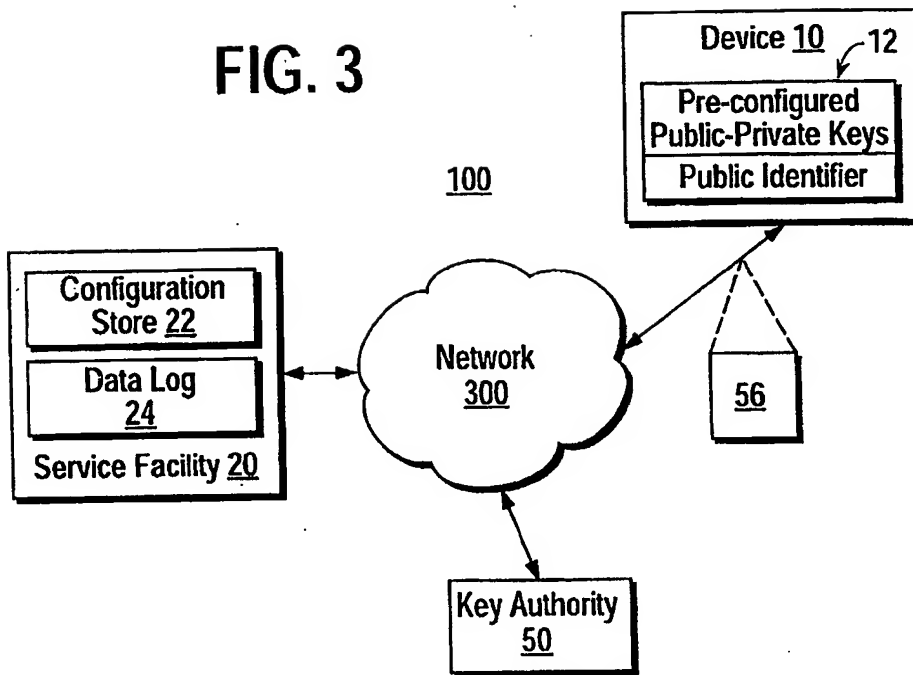 FIG. 3
Device 10
12
Pre-configured
Public-Private Keys
Public Identifier
100
Configuration
Store 22
Data Log
24
Service Facility 20
Network
300
56
Key Authority
50